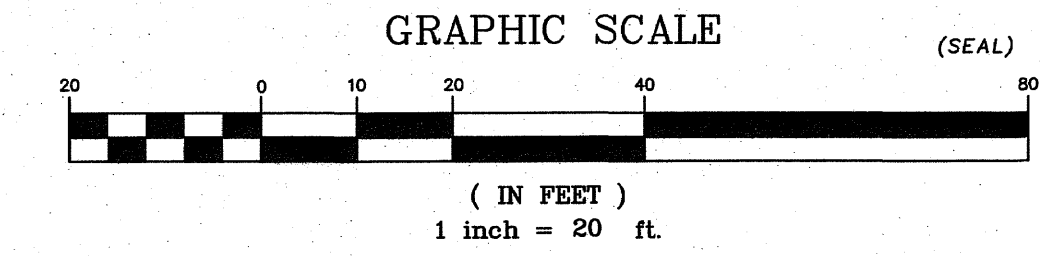 GRAPHIC SCALE
(SEAL)
20 0 10 20 40 80
( IN FEET )
1 inch = 20 ft.